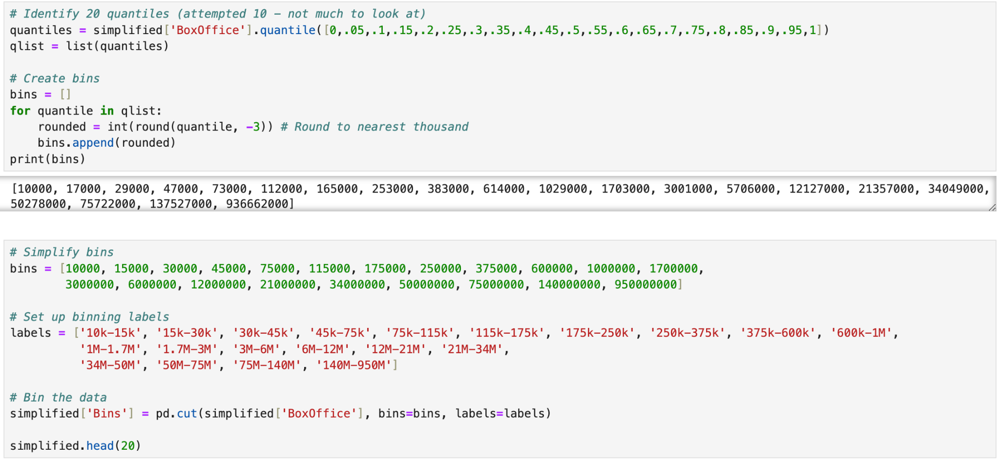 # Identify 20 quantiles (attempted 10 – not much to look at)
quantiles = simplified['BoxOffice'].quantile([0,.05,.1,.15,.2,.25,.3,.35,.4,.45,.5,.55,.6,.65,.7,.75,.8,.85,.9,.95,1])
qlist = list(quantiles)
# Create bins
bins = []
for quantile in qlist:
    rounded = int(round(quantile, -3)) # Round to nearest thousand
    bins.append(rounded)
print(bins)
[10000, 17000, 29000, 47000, 73000, 112000, 165000, 253000, 383000, 614000, 1029000, 1703000, 3001000, 5706000, 12127000, 21357000, 34049000,
50278000, 75722000, 137527000, 936662000]
# Simplify bins
bins = [10000, 15000, 30000, 45000, 75000, 115000, 175000, 250000, 375000, 600000, 1000000, 1700000,
        3000000, 6000000, 12000000, 21000000, 34000000, 50000000, 75000000, 140000000, 950000000]
# Set up binning labels
labels = ['10k-15k', '15k-30k', '30k-45k', '45k-75k', '75k-115k', '115k-175k', '175k-250k', '250k-375k', '375k-600k', '600k-1M',
          '1M-1.7M', '1.7M-3M', '3M-6M', '6M-12M', '12M-21M', '21M-34M',
          '34M-50M', '50M-75M', '75M-140M', '140M-950M']
# Bin the data
simplified['Bins'] = pd.cut(simplified['BoxOffice'], bins=bins, labels=labels)
simplified.head(20)